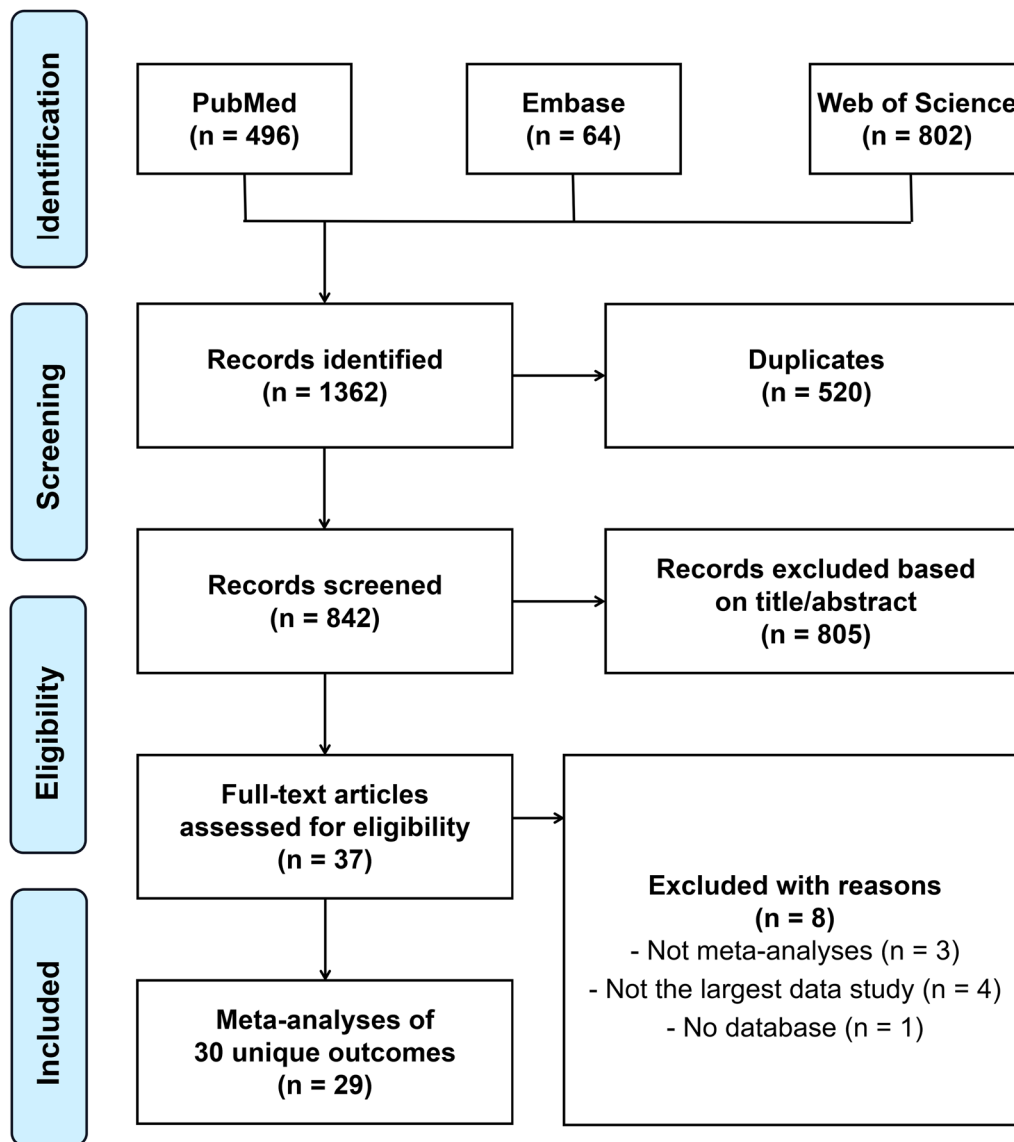 Identification
PubMed
(n = 496)
Embase
(n = 64)
Web of Science
(n = 802)
Screening
Records identified
(n = 1362)
Duplicates
(n = 520)
Records screened
(n = 842)
Records excluded based
on title/abstract
(n = 805)
Eligibility
Full-text articles
assessed for eligibility
(n = 37)
Excluded with reasons
(n = 8)
- Not meta-analyses (n = 3)
- Not the largest data study (n = 4)
- No database (n = 1)
Included
Meta-analyses of
30 unique outcomes
(n = 29)